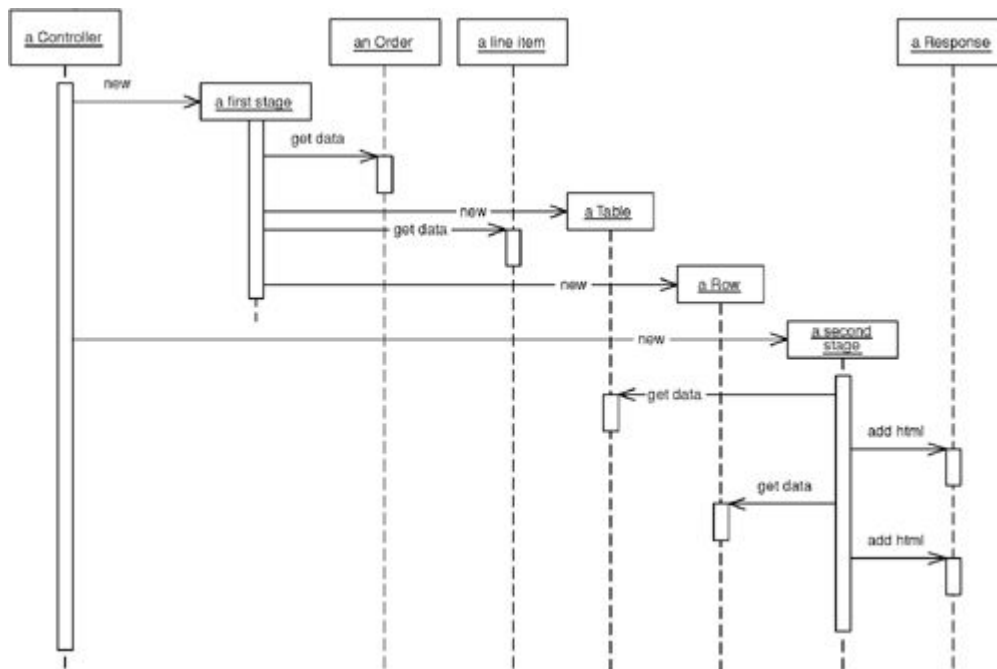 a Controller
an Order
a line item
a Response
new
a first stage
get data
new
a Table
get data
new
a Row
new
a second
stage
get data
add html
get data
add html